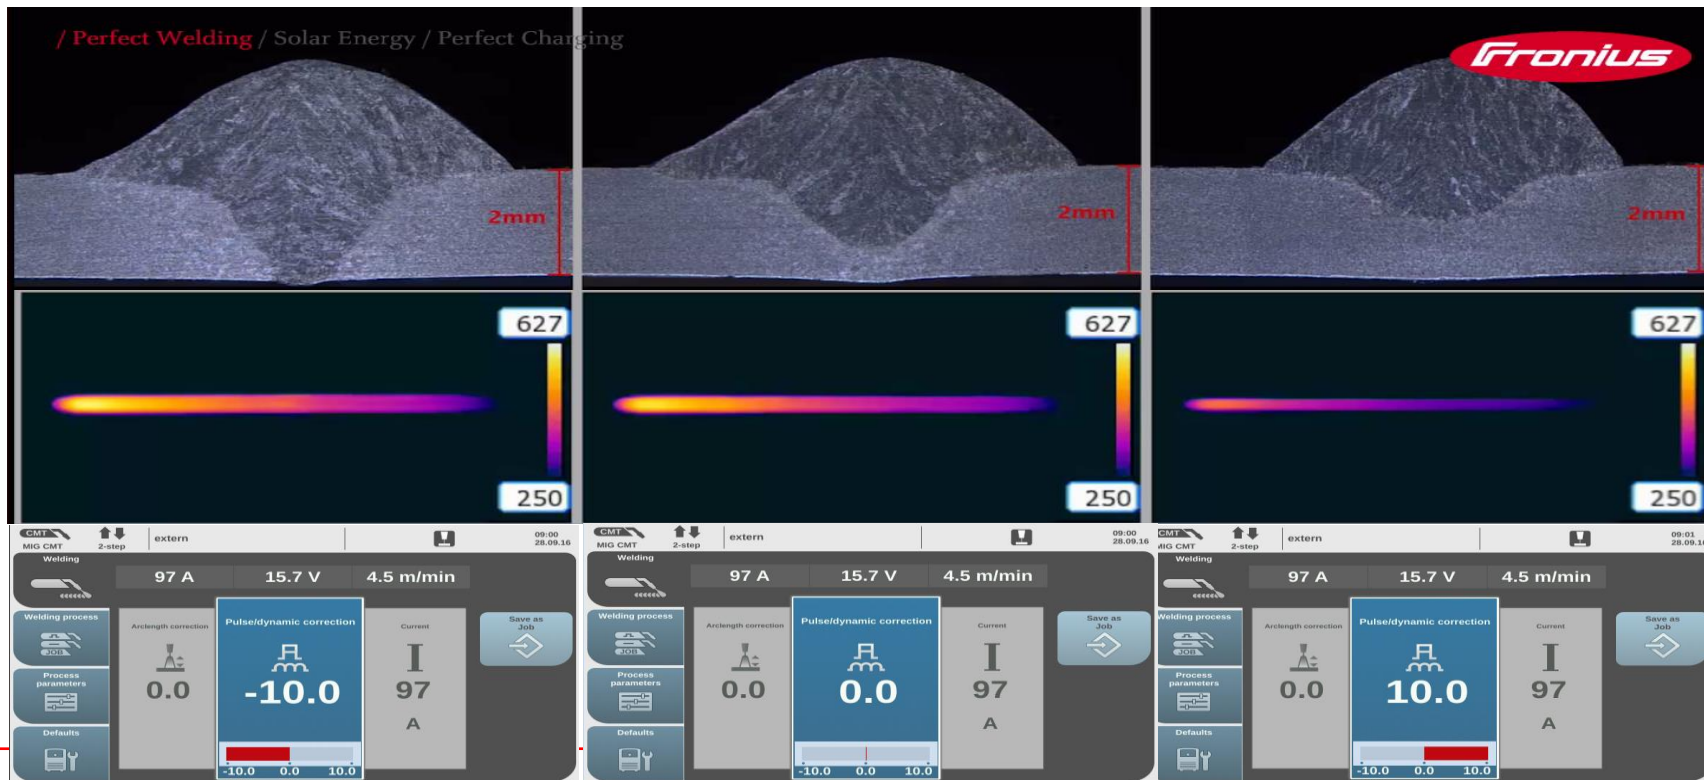 / Perfect Welding / Solar Energy / Perfect Charging
Fronius
2mm
2mm
2mm
627
250
627
250
627
250
CMT
MIG CMT
2-step
extern
09:00
28.09.16
Welding
97 A
15.7 V
4.5 m/min
Welding process
JOB
Process
parameters
Defaults
Arclength correction
0.0
Pulse/dynamic correction
-10.0
-10.0
0.0
10.0
Current
I
97
A
Save as
Job
CMT
MIG CMT
2-step
extern
09:00
28.09.16
Welding
97 A
15.7 V
4.5 m/min
Welding process
JOB
Process
parameters
Defaults
Arclength correction
0.0
Pulse/dynamic correction
0.0
-10.0
0.0
10.0
Current
I
97
A
Save as
Job
CMT
MIG CMT
2-step
extern
09:01
28.09.16
Welding
97 A
15.7 V
4.5 m/min
Welding process
JOB
Process
parameters
Defaults
Arclength correction
0.0
Pulse/dynamic correction
10.0
-10.0
0.0
10.0
Current
I
97
A
Save as
Job